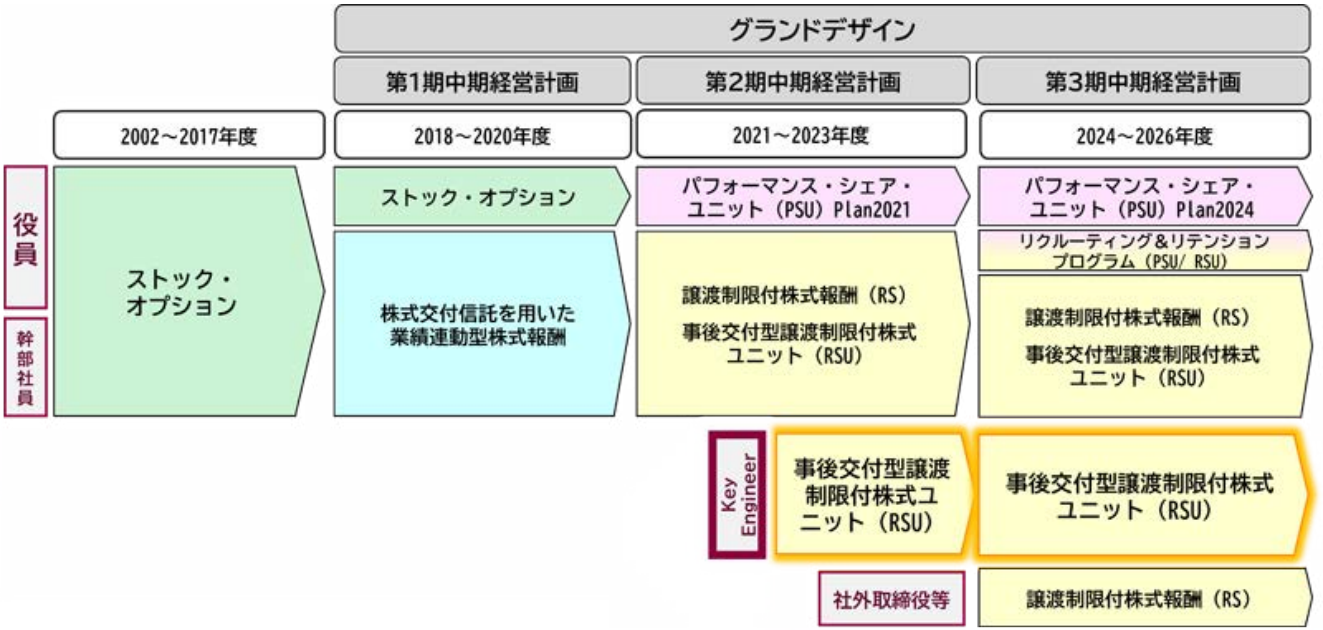 グランドデザイン
第1期中期経営計画
第2期中期経営計画
第3期中期経営計画
2002～2017年度
2018～2020年度
2021～2023年度
2024～2026年度
役員
幹部社員
ストック・
オプション
ストック・オプション
株式交付信託を用いた
業績連動型株式報酬
パフォーマンス・シェア・
ユニット（PSU）Plan2021
譲渡制限付株式報酬（RS）
事後交付型譲渡制限付株式
ユニット（RSU）
パフォーマンス・シェア・
ユニット（PSU）Plan2024
リクルーティング＆リテンション
プログラム（PSU/ RSU）
譲渡制限付株式報酬（RS）
事後交付型譲渡制限付株式
ユニット（RSU）
Key
Engineer
事後交付型譲渡
制限付株式ユ
ニット（RSU）
事後交付型譲渡制限付株式
ユニット（RSU）
社外取締役等
譲渡制限付株式報酬（RS）